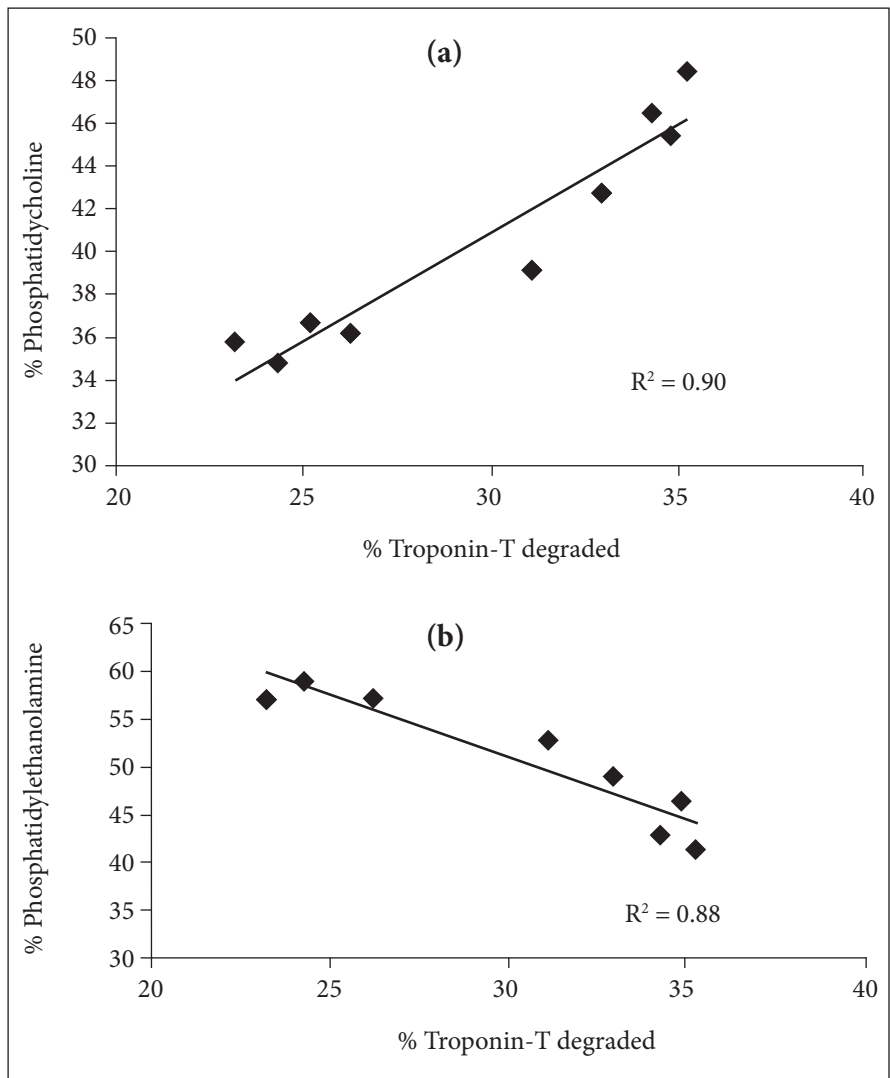 (a)
% Phosphatidycholine
50
48
46
44
42
40
38
36
34
32
30
R² = 0.90
20 25 30 35 40
% Troponin-T degraded
(b)
% Phosphatidylethanolamine
65
60
55
50
45
40
35
30
R² = 0.88
20 25 30 35 40
% Troponin-T degraded